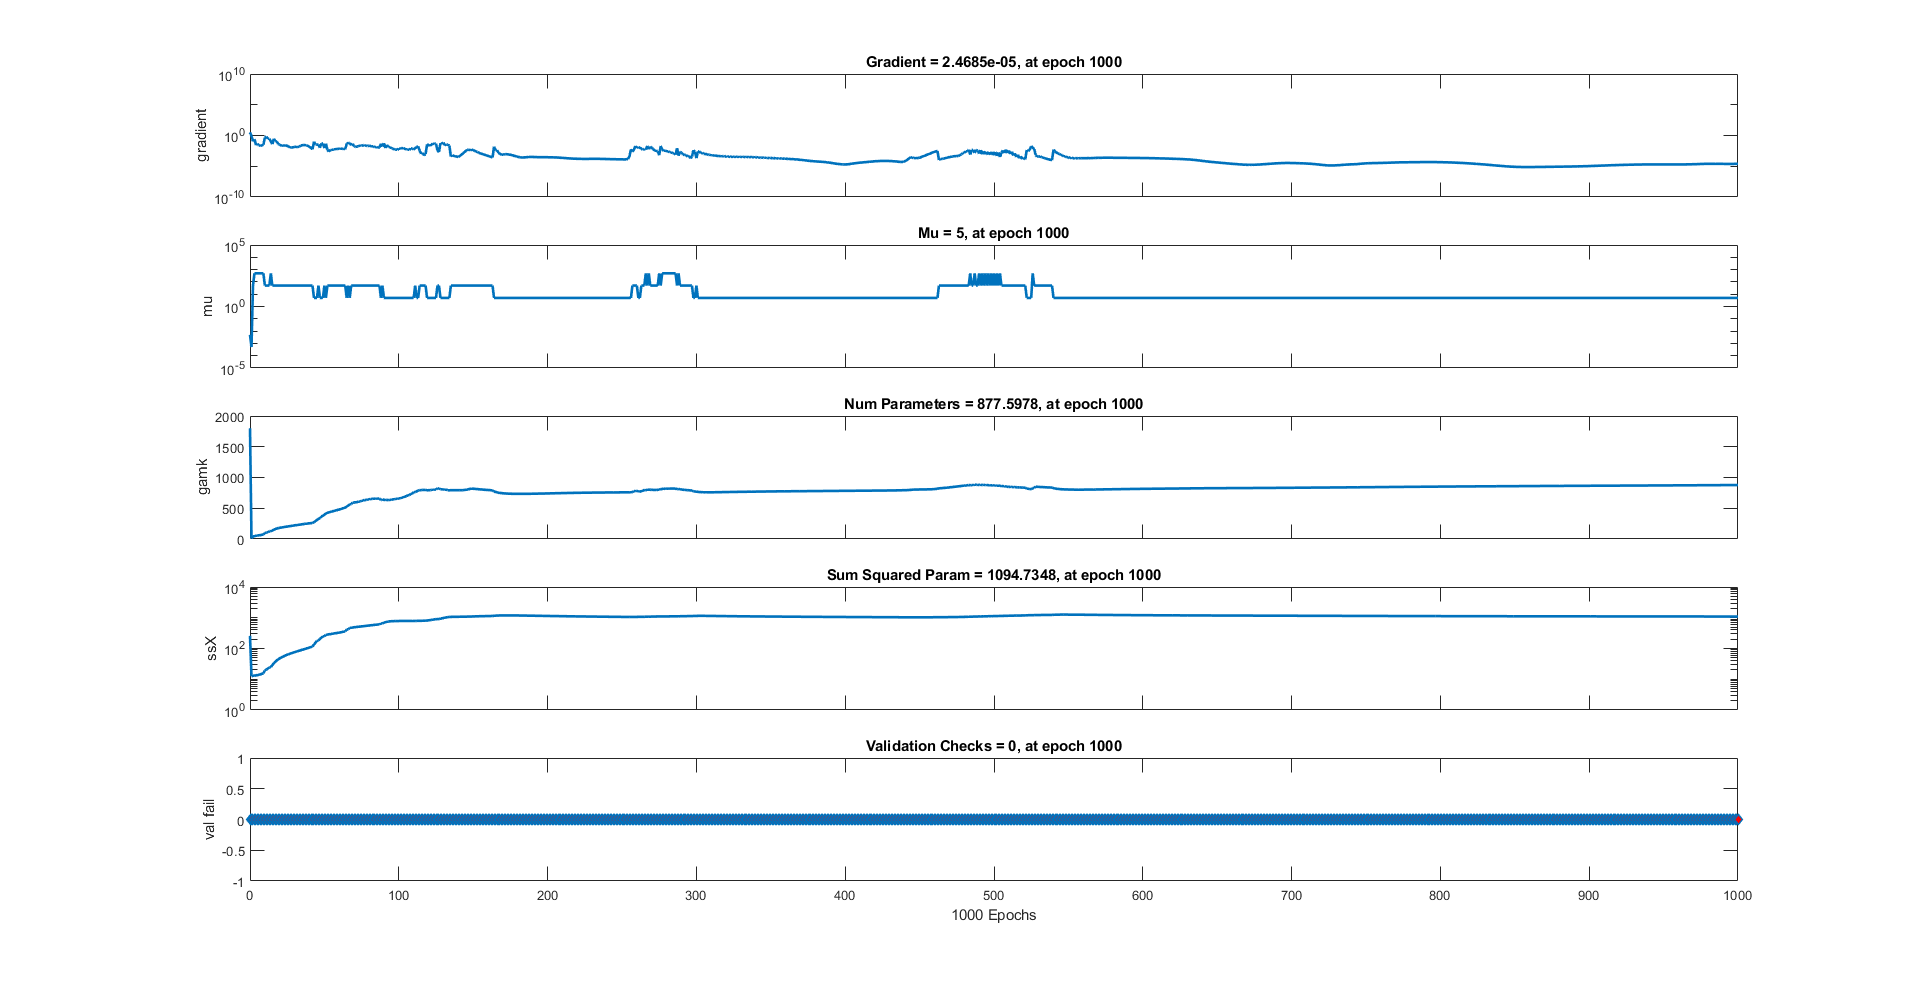 Gradient = 2.4685e-05, at epoch 1000
10^10
10^0
10^-10
gradient
Mu = 5, at epoch 1000
10^5
10^0
10^-5
mu
Num Parameters = 877.5978, at epoch 1000
2000
1500
1000
500
0
gamk
Sum Squared Param = 1094.7348, at epoch 1000
10^4
10^2
10^0
ssX
Validation Checks = 0, at epoch 1000
1
0.5
0
-0.5
-1
val fail
0 100 200 300 400 500 600 700 800 900 1000
1000 Epochs